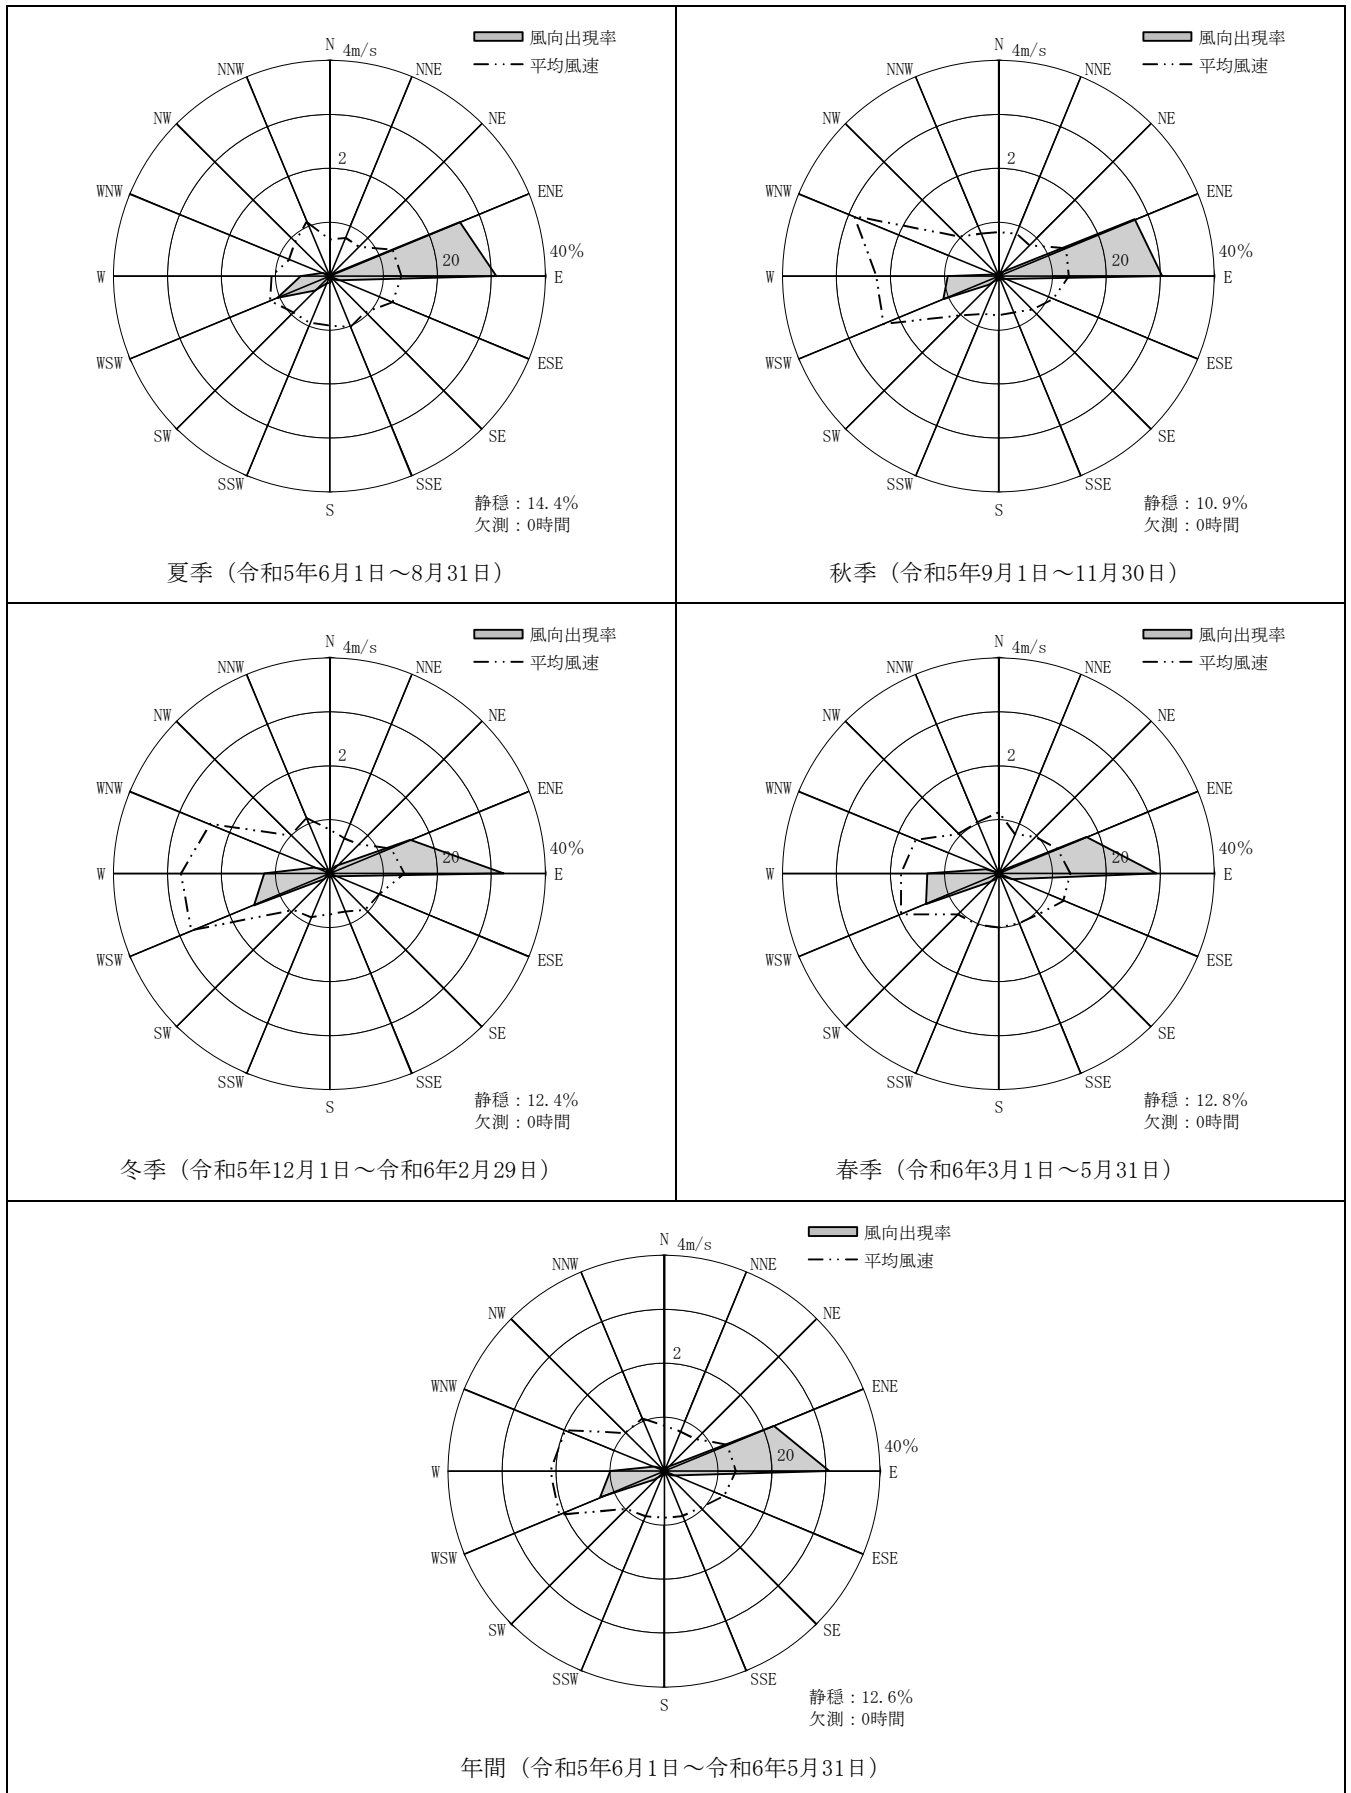 風向出現率
平均風速
N 4m/s
NNW
NNE
NW
NE
2
WNW
ENE
40%
20
W
E
WSW
ESE
SW
SE
SSW
SSE
S
静穏:14.4%
欠測:0時間
夏季(令和5年6月1日~8月31日)
風向出現率
平均風速
N 4m/s
NNW
NNE
NW
NE
2
WNW
ENE
40%
20
W
E
WSW
ESE
SW
SE
SSW
SSE
S
静穏:10.9%
欠測:0時間
秋季(令和5年9月1日~11月30日)
風向出現率
平均風速
N 4m/s
NNW
NNE
NW
NE
2
WNW
ENE
40%
20
W
E
WSW
ESE
SW
SE
SSW
SSE
S
静穏:12.4%
欠測:0時間
冬季(令和5年12月1日~令和6年2月29日)
風向出現率
平均風速
N 4m/s
NNW
NNE
NW
NE
2
WNW
ENE
40%
20
W
E
WSW
ESE
SW
SE
SSW
SSE
S
静穏:12.8%
欠測:0時間
春季(令和6年3月1日~5月31日)
風向出現率
平均風速
N 4m/s
NNW
NNE
NW
NE
2
WNW
ENE
40%
20
W
E
WSW
ESE
SW
SE
SSW
SSE
S
静穏:12.6%
欠測:0時間
年間(令和5年6月1日~令和6年5月31日)